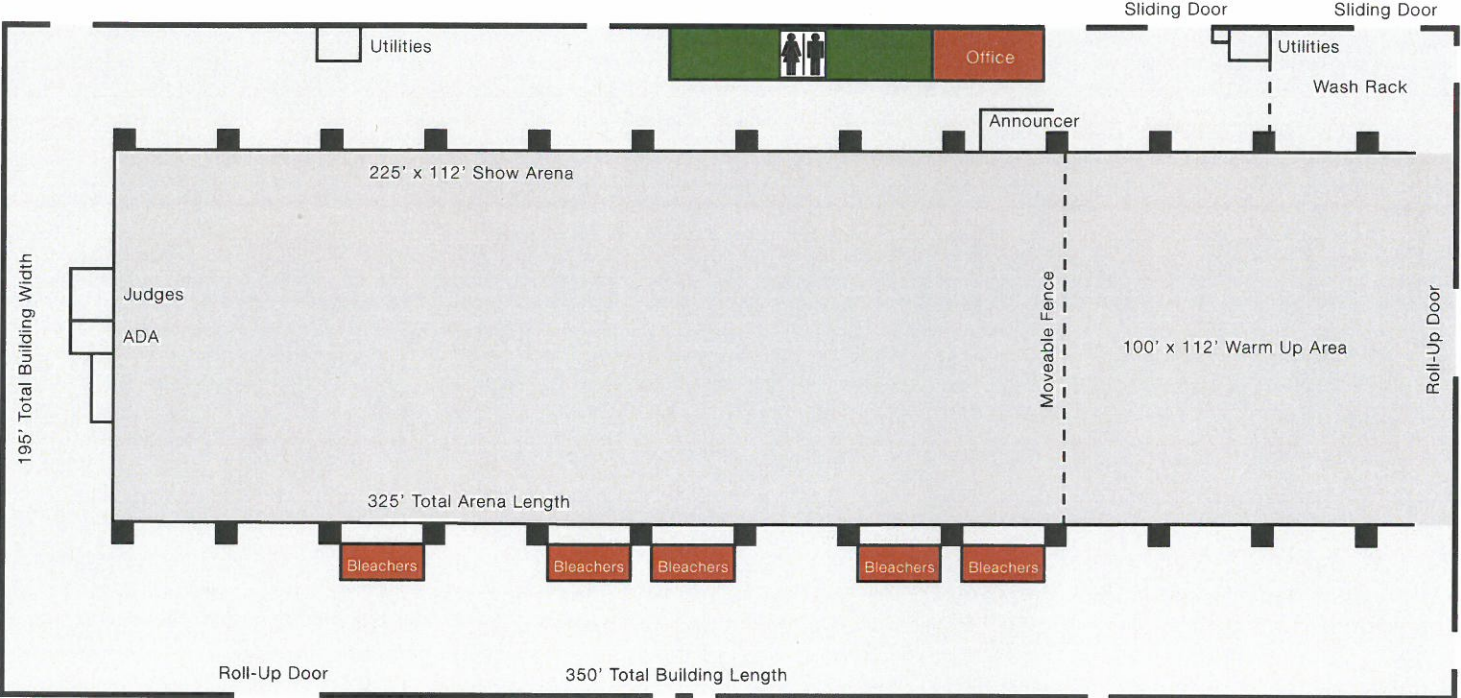 Sliding Door
Sliding Door
Utilities
Utilities
Office
Wash Rack
Announcer
225' x 112' Show Arena
195' Total Building Width
Judges
ADA
Moveable Fence
100' x 112' Warm Up Area
Roll-Up Door
325' Total Arena Length
Bleachers
Bleachers
Bleachers
Bleachers
Bleachers
Roll-Up Door
350' Total Building Length